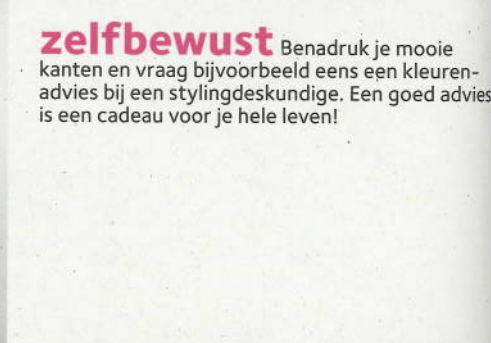 zelfbewust Benadruk je mooie
kanten en vraag bijvoorbeeld eens een kleuren-
advies bij een stylingdeskundige. Een goed advies
is een cadeau voor je hele leven!